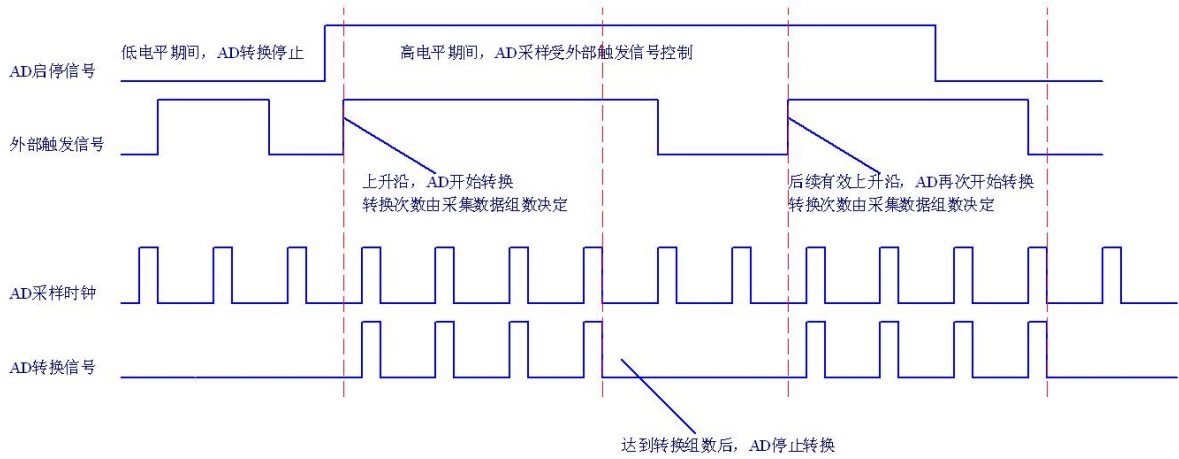 低电平期间，AD转换停止
高电平期间，AD采样受外部触发信号控制
AD启停信号
外部触发信号
上升沿，AD开始转换
转换次数由采集数据组数决定
后续有效上升沿，AD再次开始转换
转换次数由采集数据组数决定
AD采样时钟
AD转换信号
达到转换组数后，AD停止转换